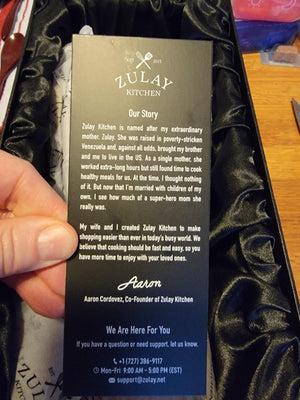 ZULAY
KITCHEN
Our Story
Zulay Kitchen is named after my extraordinary
mother, Zulay. She was raised in poverty-stricken
Venezuela and, against all odds, brought my brother
and me to live in the US. As a single mother, she
worked extra-long hours but still found time to cook
healthy meals for us. At the time, I thought nothing
of it. But now that I'm married with children of my
own, I see how much of a super-hero mom she
really was.
My wife and I created Zulay Kitchen to make
shopping easier than ever in today's busy world. We
believe that cooking should be fast and easy, so you
have more time to enjoy with your loved ones.
Aaron
Aaron Cordovez, Co-Founder of Zulay Kitchen
We Are Here For You
If you have a question or need support, let us know.
+1 (727) 386-9117
Mon-Fri 9:00 AM - 5:00 PM (EST)
support@zulay.net
ZULAY